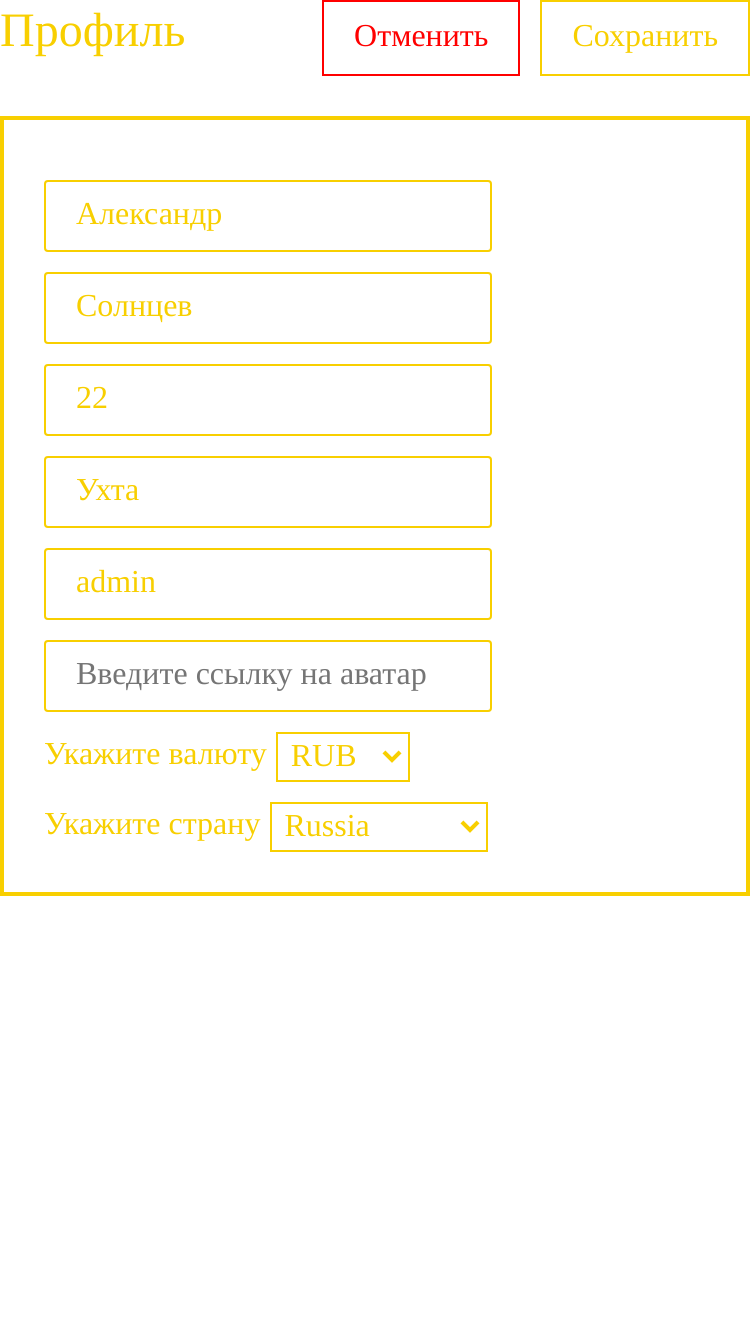 Профиль
Отменить
Сохранить
Александр
Солнцев
22
Ухта
admin
Введите ссылку на аватар
Укажите валюту RUB
Укажите страну Russia